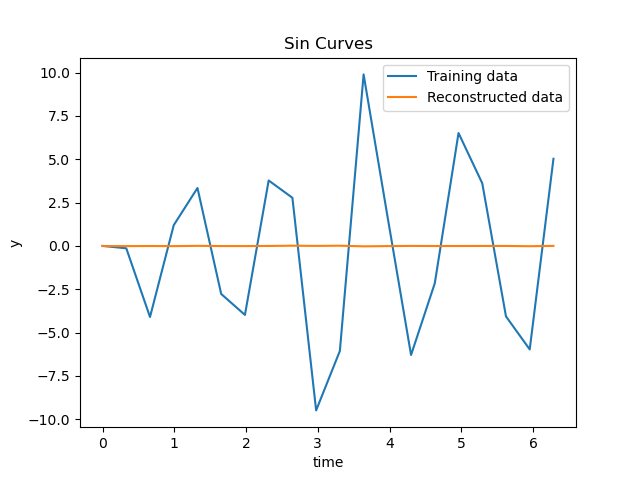 Sin Curves
Training data
Reconstructed data
10.0
7.5
5.0
2.5
0.0
−2.5
−5.0
−7.5
−10.0
y
0 1 2 3 4 5 6
time